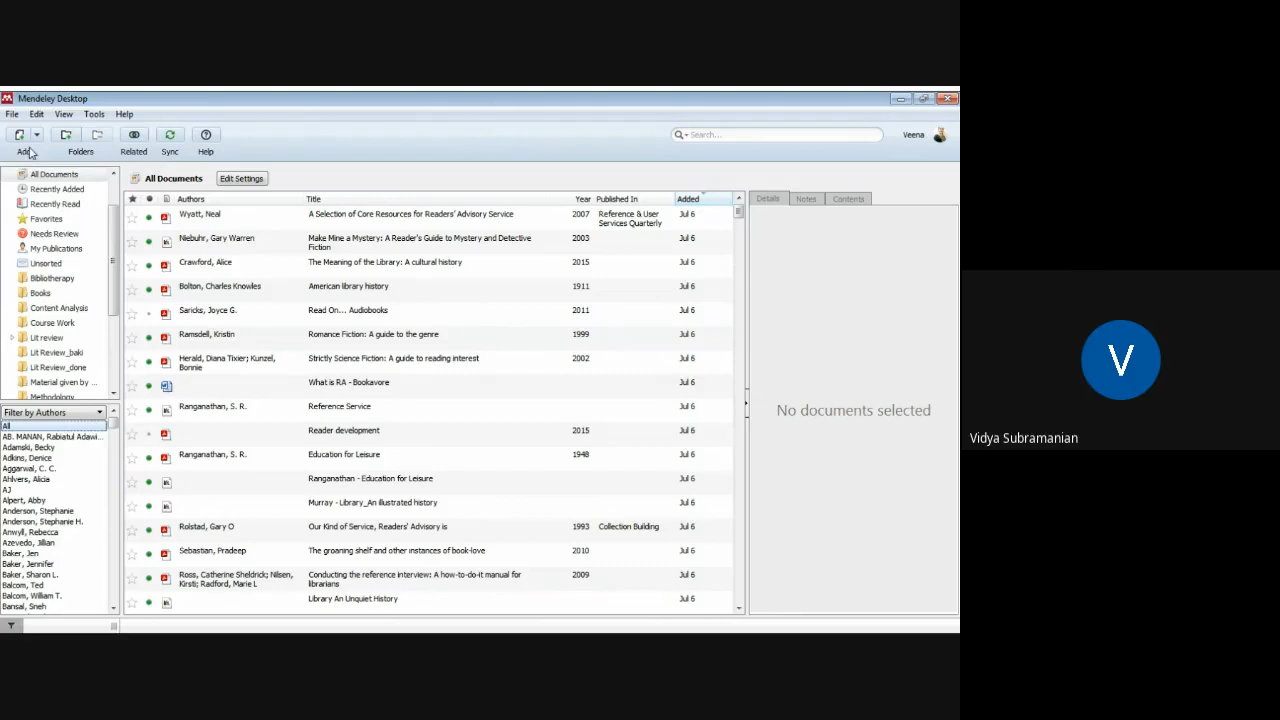 Mendeley Desktop
File Edit View Tools Help
Search...
Veena
Add Folders Related Sync Help
All Documents
Recently Added
Recently Read
Favorites
Needs Review
My Publications
Unsorted
Bibliotherapy
Books
Content Analysis
Course Work
Lit review
Lit Review_baki
Lit Review_done
Material given by ...
Methodology
Filter by Authors
All
AB. MANAN, Rabiatul Adawi...
Adamski, Becky
Adkins, Denice
Aggarwal, C. C.
Ahlvers, Alicia
AJ
Alpert, Abby
Anderson, Stephanie
Anderson, Stephanie H.
Anwyll, Rebecca
Azevedo, Jillian
Baker, Jen
Baker, Jennifer
Baker, Sharon L.
Balcom, Ted
Balcom, William T.
Bansal, Sneh
All Documents Edit Settings
Authors Title Year Published In Added
Wyatt, Neal A Selection of Core Resources for Readers' Advisory Service 2007 Reference & User Jul 6
Services Quarterly
Niebuhr, Gary Warren Make Mine a Mystery: A Reader's Guide to Mystery and Detective 2003 Jul 6
Fiction
Crawford, Alice The Meaning of the Library: A cultural history 2015 Jul 6
Bolton, Charles Knowles American library history 1911 Jul 6
Saricks, Joyce G. Read On... Audiobooks 2011 Jul 6
Ramsdell, Kristin Romance Fiction: A guide to the genre 1999 Jul 6
Herald, Diana Tixier; Kunzel, Strictly Science Fiction: A guide to reading interest 2002 Jul 6
Bonnie
What is RA - Bookavore Jul 6
Ranganathan, S. R. Reference Service Jul 6
Reader development 2015 Jul 6
Ranganathan, S. R. Education for Leisure 1948 Jul 6
Ranganathan - Education for Leisure Jul 6
Murray - Library_An illustrated history Jul 6
Rolstad, Gary O Our Kind of Service, Readers' Advisory is 1993 Collection Building Jul 6
Sebastian, Pradeep The groaning shelf and other instances of book-love 2010 Jul 6
Ross, Catherine Sheldrick; Nilsen, Conducting the reference interview: A how-to-do-it manual for 2009 Jul 6
Kirsti; Radford, Marie L librarians
Library An Unquiet History Jul 6
Details Notes Contents
No documents selected
V
Vidya Subramanian